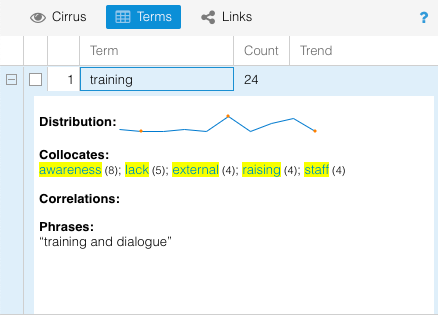 Cirrus Terms Links ?
Term Count Trend
1 training 24
Distribution:
Collocates:
awareness (8); lack (5); external (4); raising (4); staff (4)
Correlations:
Phrases:
“training and dialogue”